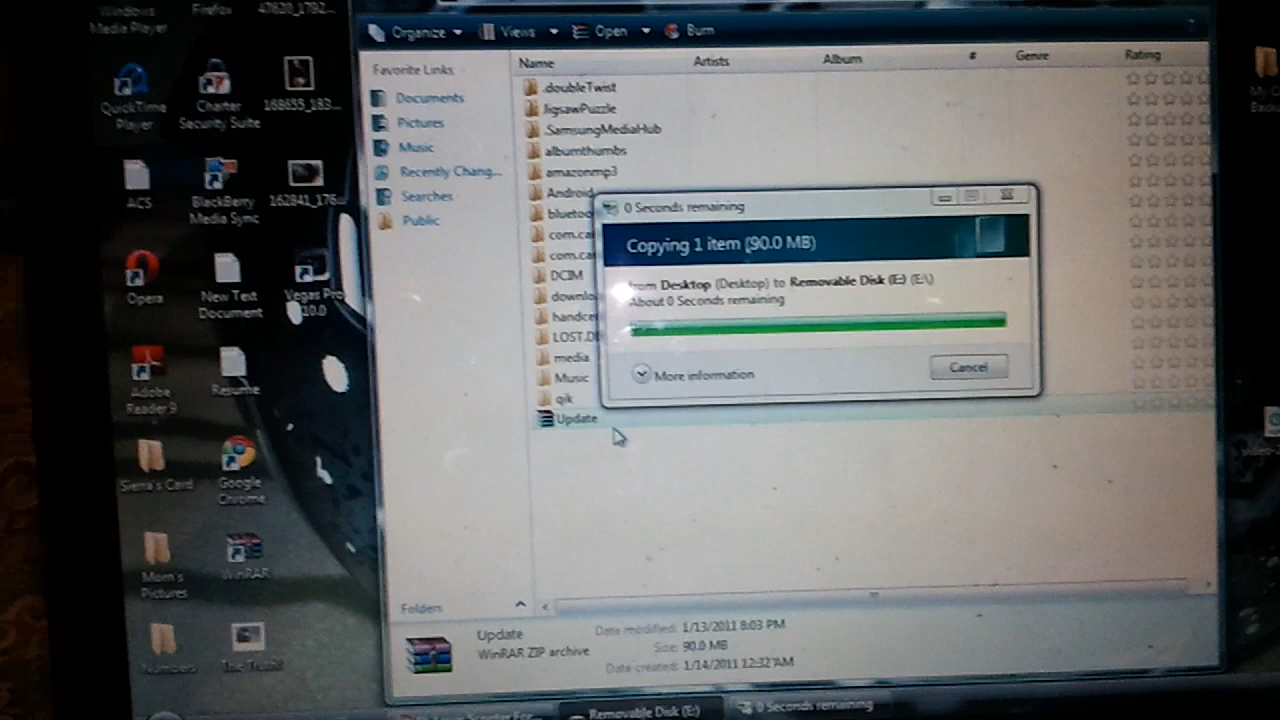 Windows
Media Player
Firefox
47620_1792...
QuickTime
Player
Charter
Security Suite
168655_183...
ACS
BlackBerry
Media Sync
162841_176...
Opera
New Text
Document
Vegas Pro
10.0
Adobe
Reader 9
Resume
Sierra's Card
Google
Chrome
Mom's
Pictures
WinRAR
Numbers
Organize
Views
Open
Burn
Favorite Links
Documents
Pictures
Music
Recently Chang...
Searches
Public
Folders
Name Artists Album # Genre Rating
.doubleTwist
JigsawPuzzle
.SamsungMediaHub
albumthumbs
amazonmp3
Android
bluetoo
com.ca
com.ca
DCIM
downlo
handce
LOST.DI
media
Music
qik
Update
0 Seconds remaining
Copying 1 item (90.0 MB)
from Desktop (Desktop) to Removable Disk (E:) (E:\)
About 0 Seconds remaining
More information
Cancel
Update
WinRAR ZIP archive
Date modified: 1/13/2011 8:03 PM
Size: 90.0 MB
Date created: 1/14/2011 12:32 AM
Removable Disk (E:)
0 Seconds remaining